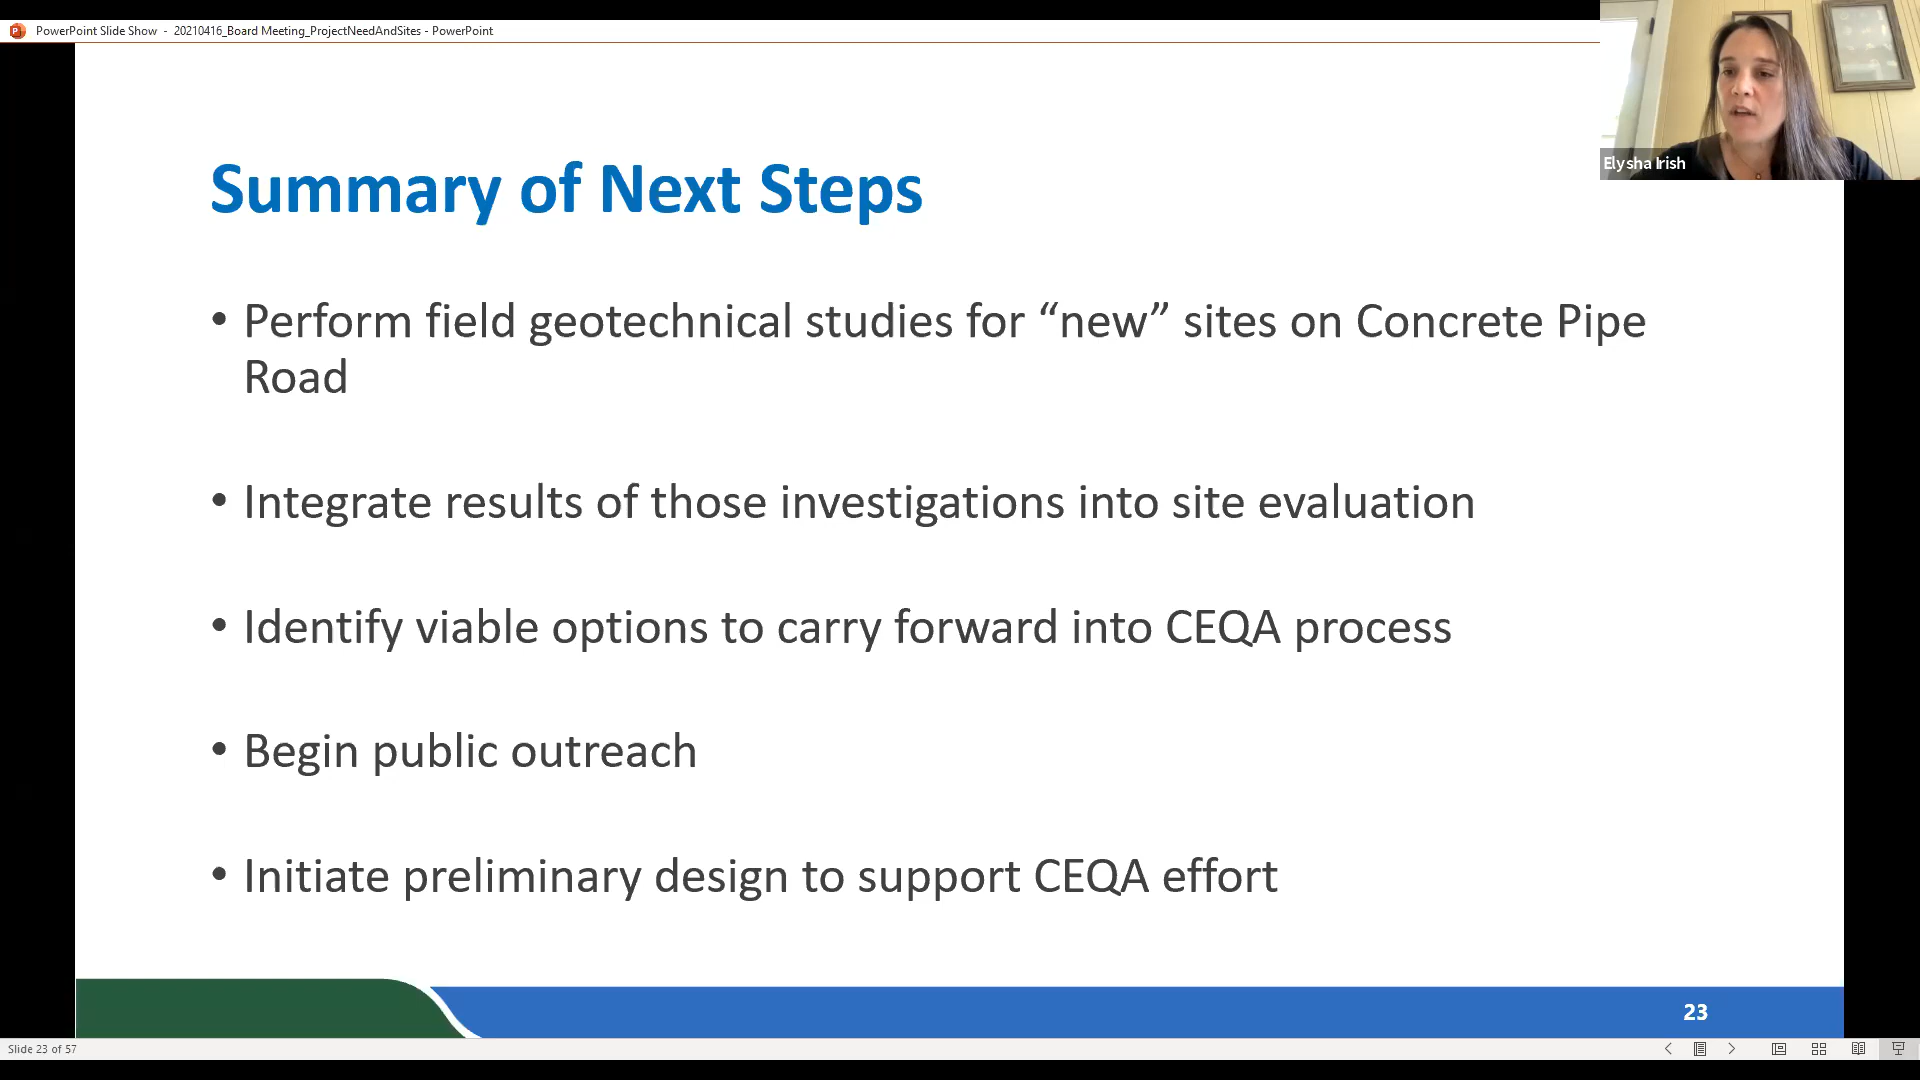 PowerPoint Slide Show - 20210416_Board Meeting_ProjectNeedAndSites - PowerPoint
Elysha Irish
Summary of Next Steps
• Perform field geotechnical studies for “new” sites on Concrete Pipe
Road
• Integrate results of those investigations into site evaluation
• Identify viable options to carry forward into CEQA process
• Begin public outreach
• Initiate preliminary design to support CEQA effort
23
Slide 23 of 57